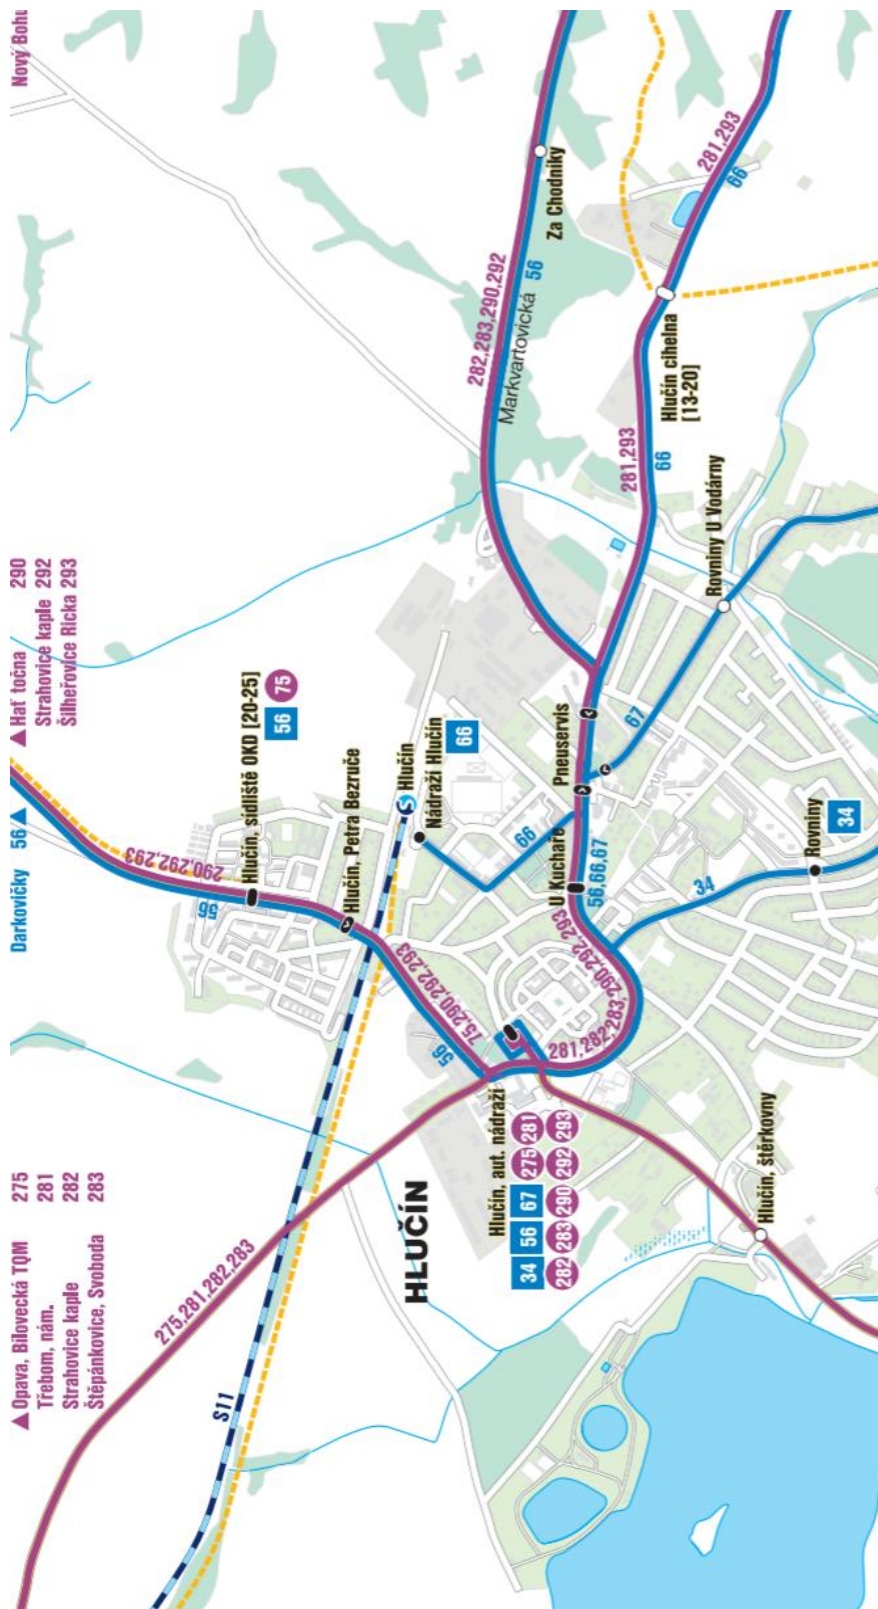 ▲ Opava, Bílovecká TQM 275
Třebom, nám. 281
Strahovice kaple 282
Štěpánkovice, Svoboda 283
Darkovičky 56 ▲
▲ Hať točna 290
Strahovice kaple 292
Šilheřovice Ricka 293
275,281,282,283
S11
HLUČÍN
290,292,293
56
Hlučín, sídliště OKD [20-25]
56 75
Hlučín, Petra Bezruče
75,290,292,293
56
Hlučín
Nádraží Hlučín
66
66
Hlučín, aut. nádraží
34 56 67 275 281
282 283 290 292 293
281,282,283,290,292,293
U Kuchaře
56,66,67
Pneuservis
282,283,290,292
Markvartovická
56
Za Chodníky
281,293
66
Hlučín cihelna
[13-20]
281,293
66
67
Rovniny U Vodárny
34
Rovniny
34
Hlučín, štěrkovny